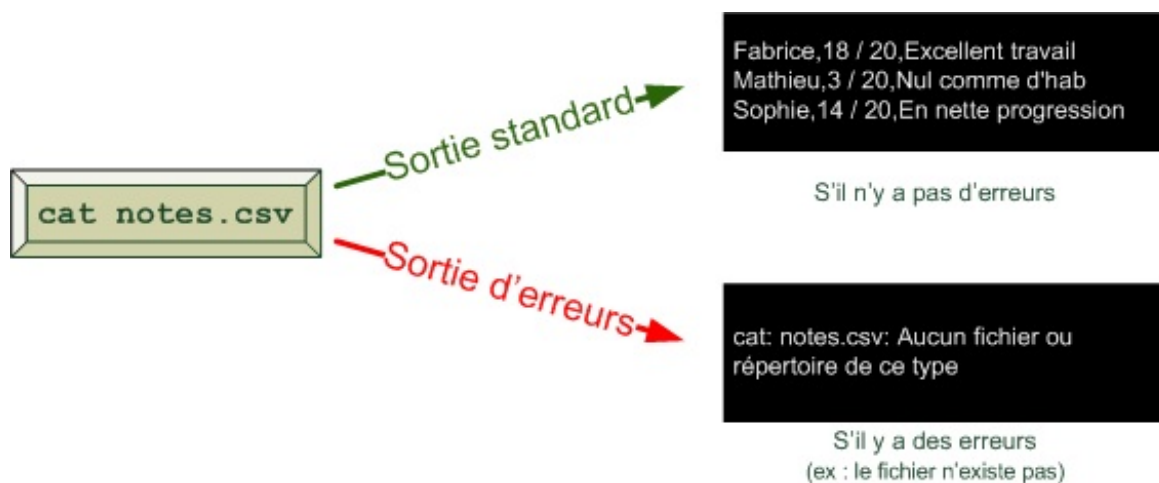 cat notes.csv
Sortie standard
Fabrice,18 / 20,Excellent travail
Mathieu,3 / 20,Nul comme d'hab
Sophie,14 / 20,En nette progression
S'il n'y a pas d'erreurs
Sortie d'erreurs
cat: notes.csv: Aucun fichier ou
répertoire de ce type
S'il y a des erreurs
(ex : le fichier n'existe pas)